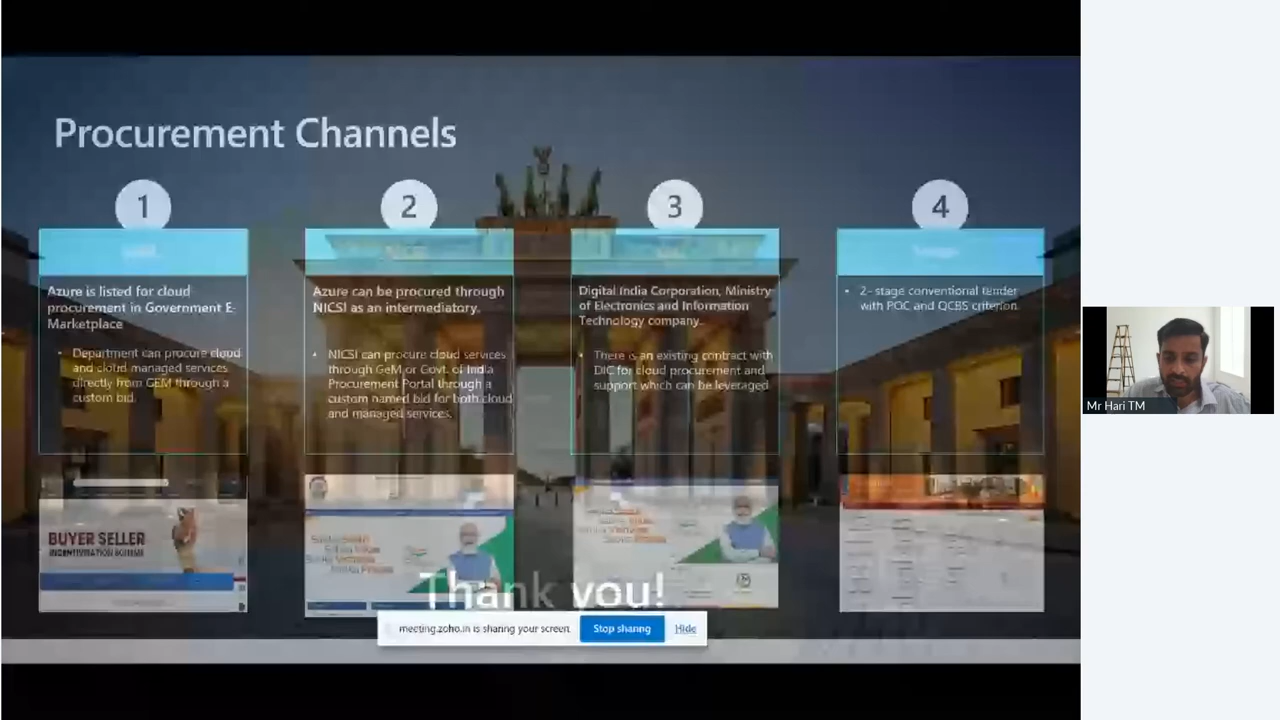 Procurement Channels
1
2
3
4
Azure is listed for cloud
procurement in Government E-
Marketplace
• Department can procure cloud
and cloud managed services
directly from GEM through a
custom bid.
Azure can be procured through
NICSI as an intermediatory.
• NICSI can procure cloud services
through GeM or Govt. of India
Procurement Portal through a
custom named bid for both cloud
and managed services.
Digital India Corporation, Ministry
of Electronics and Information
Technology company.
• There is an existing contract with
DIC for cloud procurement and
support which can be leveraged
• 2- stage conventional tender
with POC and QCBS criterion.
BUYER SELLER
INCENTIVISATION SCHEME
Thank you!
meeting.zoho.in is sharing your screen.
Stop sharing
Hide
Mr Hari TM